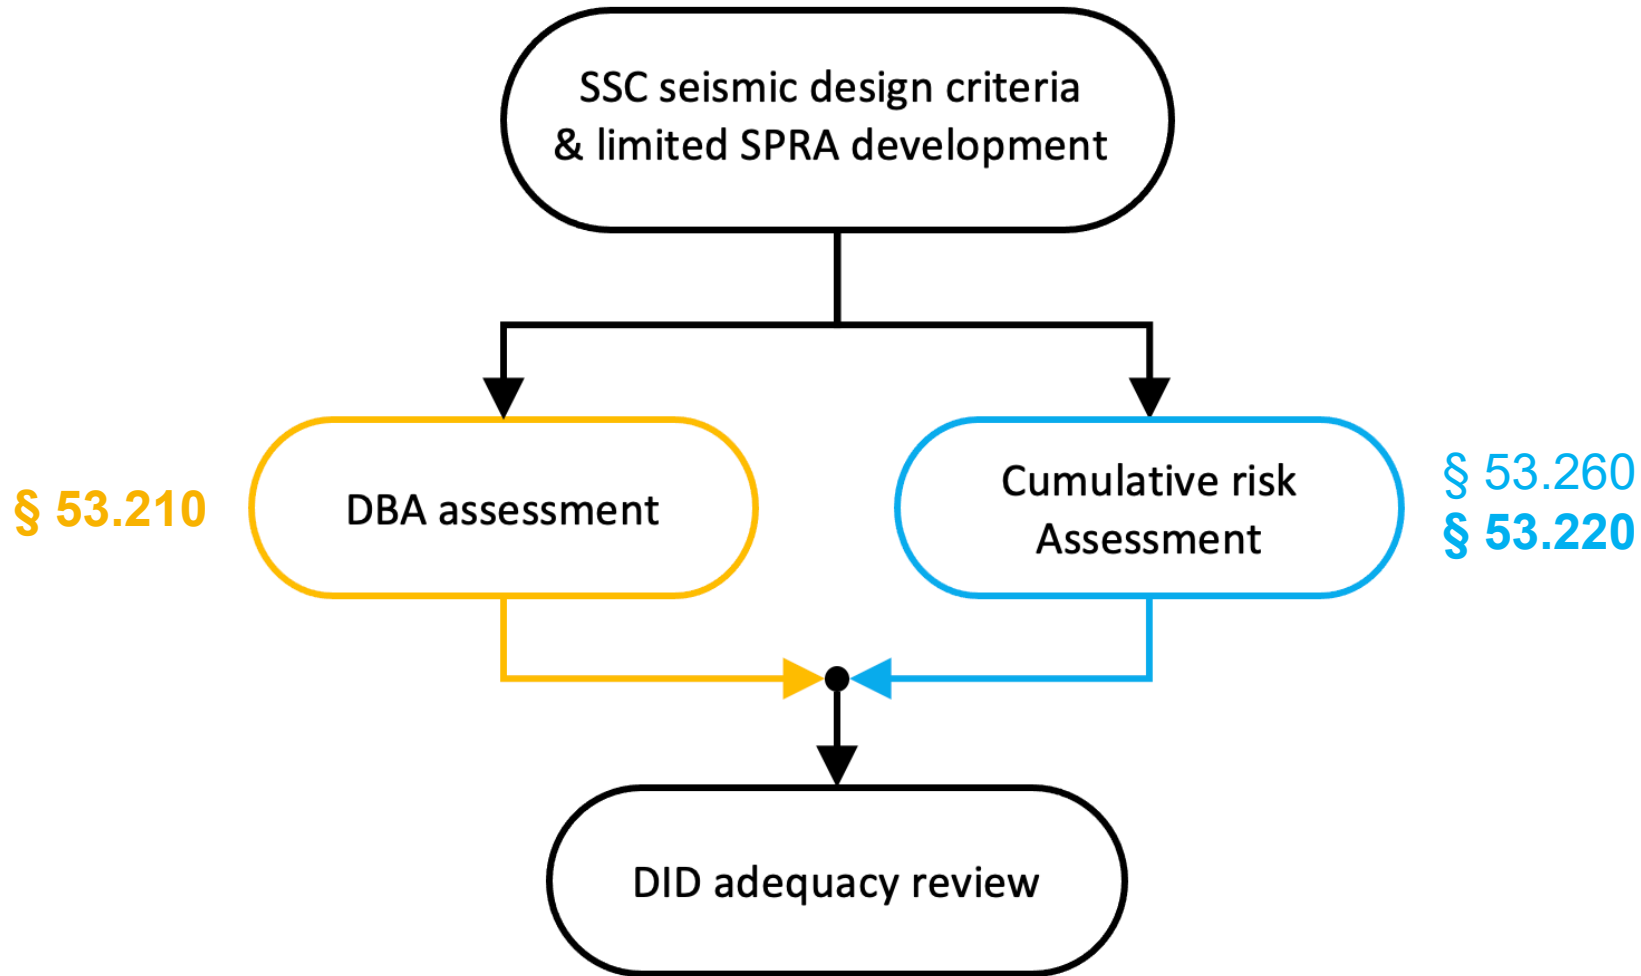 SSC seismic design criteria
& limited SPRA development
§ 53.210
DBA assessment
Cumulative risk
Assessment
§ 53.260
§ 53.220
DID adequacy review